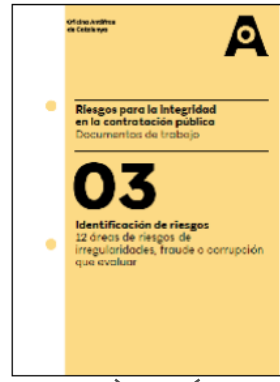 Oficina Antifrau
de Catalunya
Riesgos para la integridad
en la contratación pública
Documentos de trabajo
03
Identificación de riesgos
12 áreas de riesgos de
irregularidades, fraude o corrupción
que evaluar